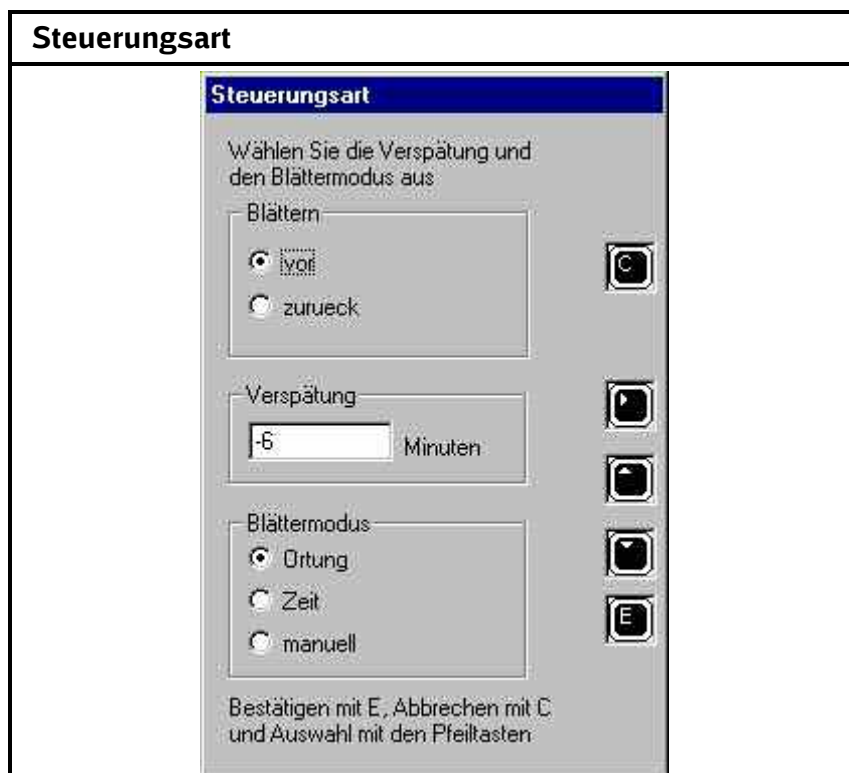 Steuerungsart
Steuerungsart
Wählen Sie die Verspätung und
den Blättermodus aus
Blättern
vor
C
zurueck
Verspätung
-6
Minuten
Blättermodus
Ortung
Zeit
E
manuell
Bestätigen mit E, Abbrechen mit C
und Auswahl mit den Pfeiltasten